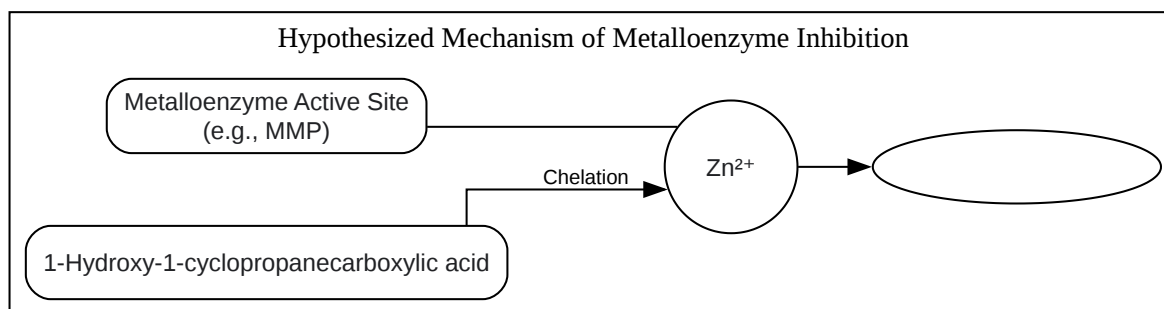 Hypothesized Mechanism of Metalloenzyme Inhibition
Metalloenzyme Active Site
(e.g., MMP)
Chelation
Zn²⁺
1-Hydroxy-1-cyclopropanecarboxylic acid